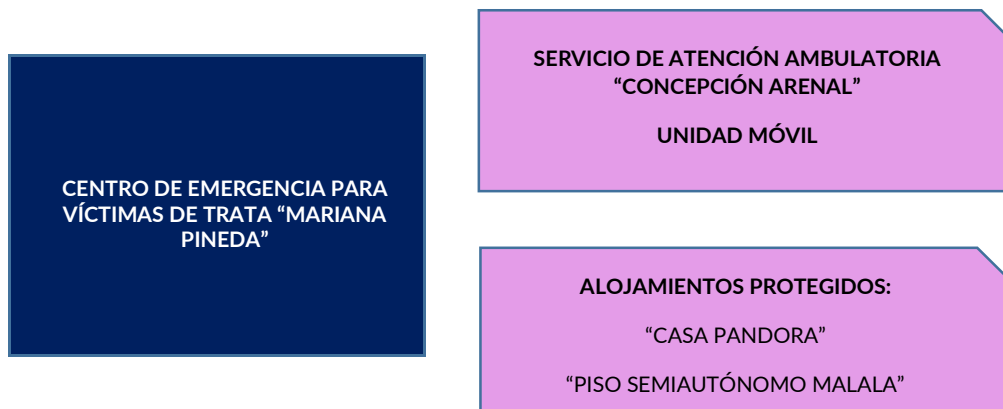 CENTRO DE EMERGENCIA PARA
VÍCTIMAS DE TRATA “MARIANA
PINEDA”
SERVICIO DE ATENCIÓN AMBULATORIA
“CONCEPCIÓN ARENAL”
UNIDAD MÓVIL
ALOJAMIENTOS PROTEGIDOS:
“CASA PANDORA”
“PISO SEMIAUTÓNOMO MALALA”